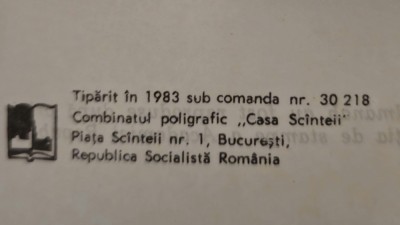 Tipărit în 1983 sub comanda nr. 30 218
Combinatul poligrafic ,,Casa Scînteii"
Piața Scînteii nr. 1, București,
Republica Socialistă România